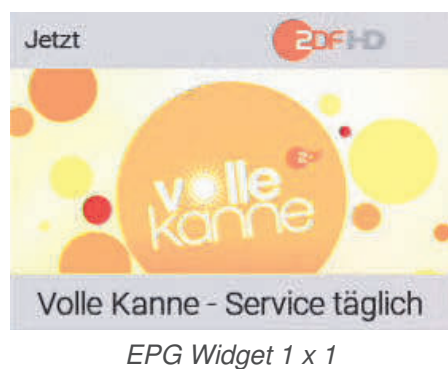 Jetzt ZDF HD
volle
kanne
Volle Kanne - Service täglich
EPG Widget 1 x 1